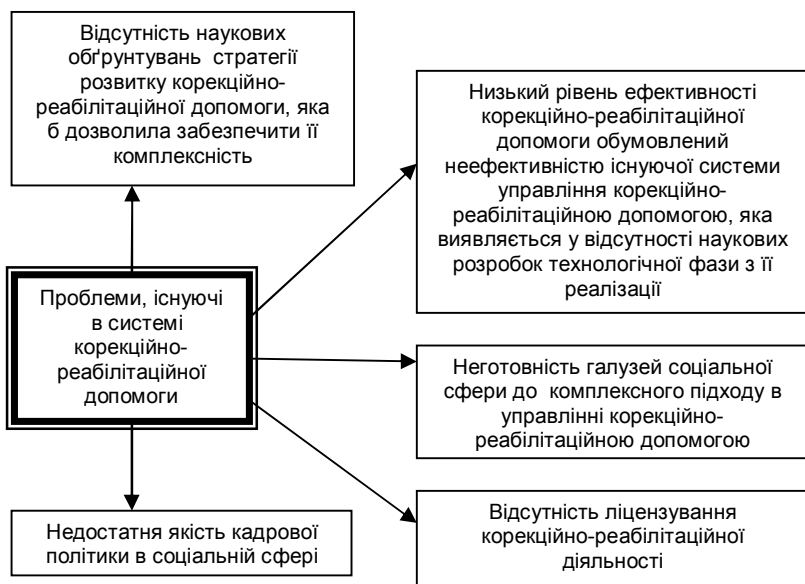 Відсутність наукових
обґрунтувань стратегії
розвитку корекційно-
реабілітаційної допомоги, яка
б дозволила забезпечити її
комплексність
Низький рівень ефективності
корекційно-реабілітаційної
допомоги обумовлений
неефективністю існуючої системи
управління корекційно-
реабілітаційною допомогою, яка
виявляється у відсутності наукових
розробок технологічної фази з її
реалізації
Проблеми, існуючі
в системі
корекційно-
реабілітаційної
допомоги
Неготовність галузей соціальної
сфери до комплексного підходу в
управлінні корекційно-
реабілітаційною допомогою
Недостатня якість кадрової
політики в соціальній сфері
Відсутність ліцензування
корекційно-реабілітаційної
діяльності